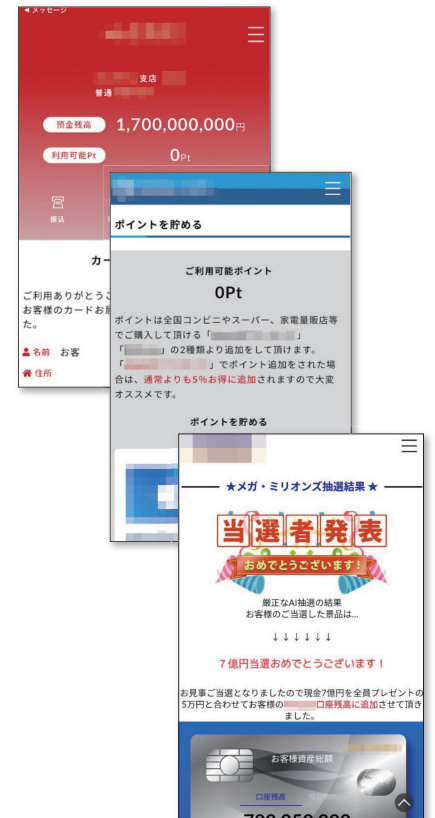 メッセージ
支店
普通
預金残高 1,700,000,000円
利用可能Pt 0Pt
振込
カー
ご利用ありがとうご
お客様のカードお届
た。
名前 お客
住所
ポイントを貯める
ご利用可能ポイント
0Pt
ポイントは全国コンビニやスーパー、家電量販店等
でご購入して頂ける「 」
「 」の2種類より追加をして頂けます。
「 」でポイント追加をされた場
合は、通常よりも5%お得に追加されますので大変
オススメです。
ポイントを貯める
★メガ・ミリオンズ抽選結果★
当選者発表
おめでとうございます!
厳正なAI抽選の結果
お客様のご当選した景品は…
↓↓↓↓↓↓
7億円当選おめでとうございます!
お見事ご当選となりましたので現金7億円を全員プレゼントの
5万円と合わせてお客様の 口座残高に追加させて頂き
ました。
お客様資産総額
口座残高